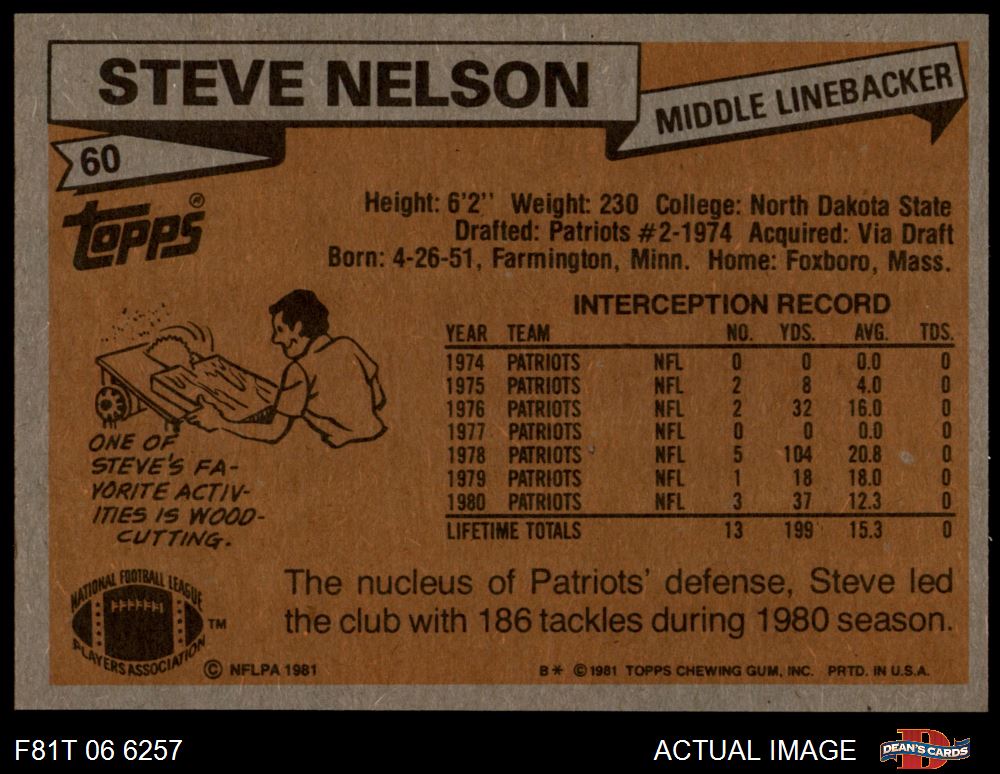 STEVE NELSON
MIDDLE LINEBACKER
60
TOPPS®
Height: 6'2" Weight: 230 College: North Dakota State
Drafted: Patriots #2-1974 Acquired: Via Draft
Born: 4-26-51, Farmington, Minn. Home: Foxboro, Mass.
INTERCEPTION RECORD
YEAR TEAM NO. YDS. AVG. TDS.
1974 PATRIOTS NFL 0 0 0.0 0
1975 PATRIOTS NFL 2 8 4.0 0
1976 PATRIOTS NFL 2 32 16.0 0
1977 PATRIOTS NFL 0 0 0.0 0
1978 PATRIOTS NFL 5 104 20.8 0
1979 PATRIOTS NFL 1 18 18.0 0
1980 PATRIOTS NFL 3 37 12.3 0
LIFETIME TOTALS 13 199 15.3 0
ONE OF
STEVE'S FA-
VORITE ACTIV-
ITIES IS WOOD-
CUTTING.
The nucleus of Patriots' defense, Steve led
the club with 186 tackles during 1980 season.
NATIONAL FOOTBALL LEAGUE
PLAYERS ASSOCIATION
TM
© NFLPA 1981
B* © 1981 TOPPS CHEWING GUM, INC. PRTD. IN U.S.A.
F81T 06 6257
ACTUAL IMAGE
DEAN'S CARDS